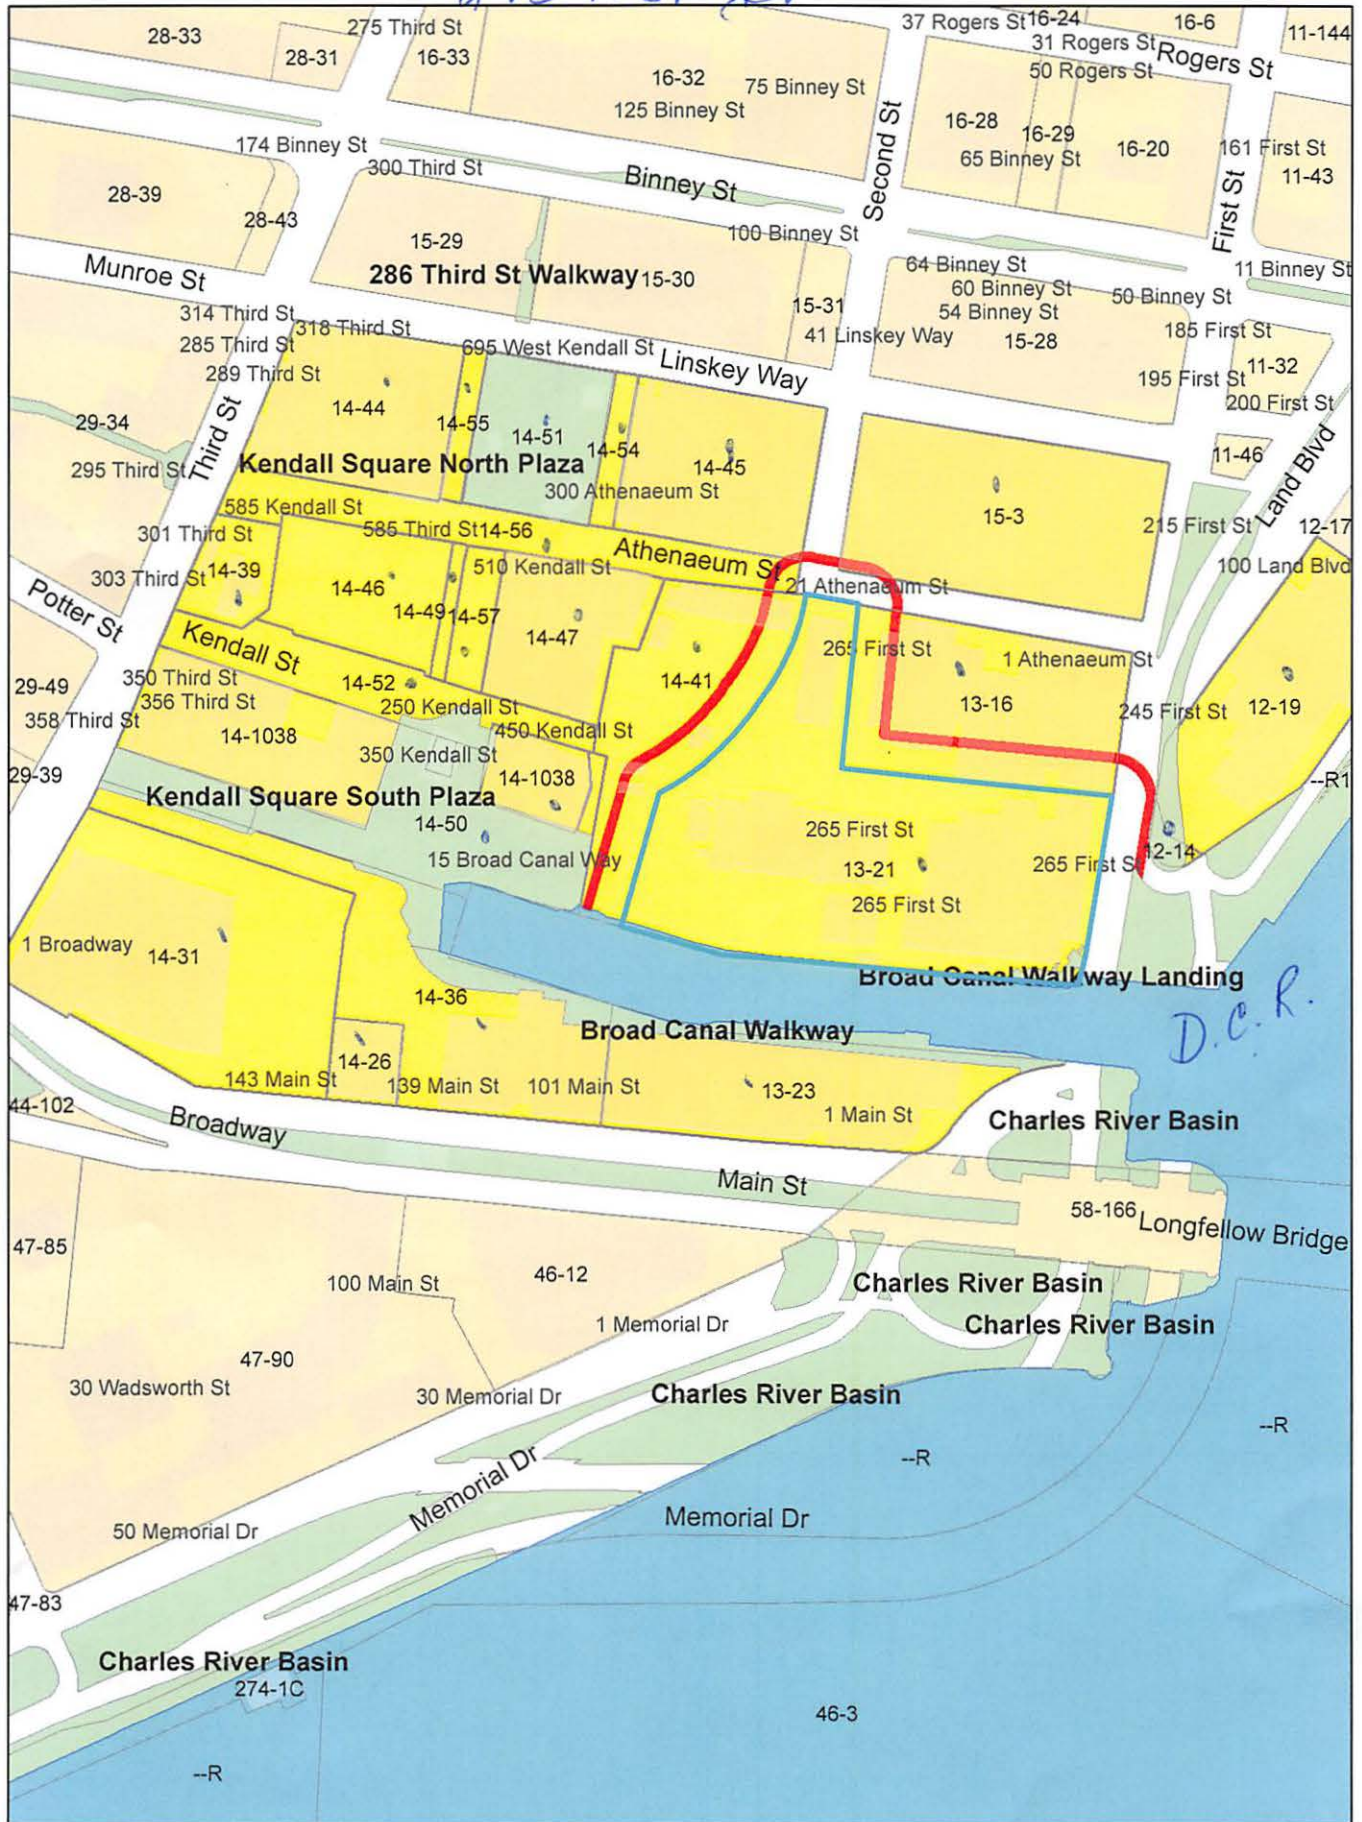 275 Third St
37 Rogers St
16-24
16-6
28-33
11-144
31 Rogers St
28-31
16-33
Rogers St
50 Rogers St
16-32
75 Binney St
125 Binney St
Second St
16-28
16-29
174 Binney St
65 Binney St
16-20
161 First St
300 Third St
11-43
28-39
Binney St
28-43
First St
100 Binney St
15-29
Munroe St
286 Third St Walkway
15-30
64 Binney St
11 Binney St
60 Binney St
50 Binney St
314 Third St
15-31
54 Binney St
318 Third St
41 Linskey Way
15-28
185 First St
285 Third St
695 West Kendall St
Linskey Way
289 Third St
195 First St
11-32
14-44
200 First St
29-34
14-55
14-51
14-54
Third St
Land Blvd
295 Third St
Kendall Square North Plaza
14-45
11-46
300 Athenaeum St
585 Kendall St
15-3
301 Third St
585 Third St
14-56
215 First St
12-17
Athenaeum St
303 Third St
14-39
510 Kendall St
100 Land Blvd
14-46
21 Athenaeum St
Potter St
14-49
14-57
14-47
Kendall St
265 First St
1 Athenaeum St
350 Third St
14-52
14-41
29-49
356 Third St
250 Kendall St
13-16
245 First St
12-19
358 Third St
450 Kendall St
14-1038
350 Kendall St
29-39
14-1038
--R1
Kendall Square South Plaza
14-50
265 First St
15 Broad Canal Way
13-21
265 First St
12-14
265 First St
1 Broadway
14-31
Broad Canal Walkway Landing
14-36
D.C.R.
Broad Canal Walkway
14-26
143 Main St
139 Main St
101 Main St
13-23
44-102
1 Main St
Broadway
Charles River Basin
Main St
58-166
Longfellow Bridge
47-85
46-12
100 Main St
Charles River Basin
1 Memorial Dr
Charles River Basin
47-90
30 Wadsworth St
30 Memorial Dr
Charles River Basin
--R
--R
Memorial Dr
50 Memorial Dr
Memorial Dr
47-83
Charles River Basin
274-1C
46-3
--R